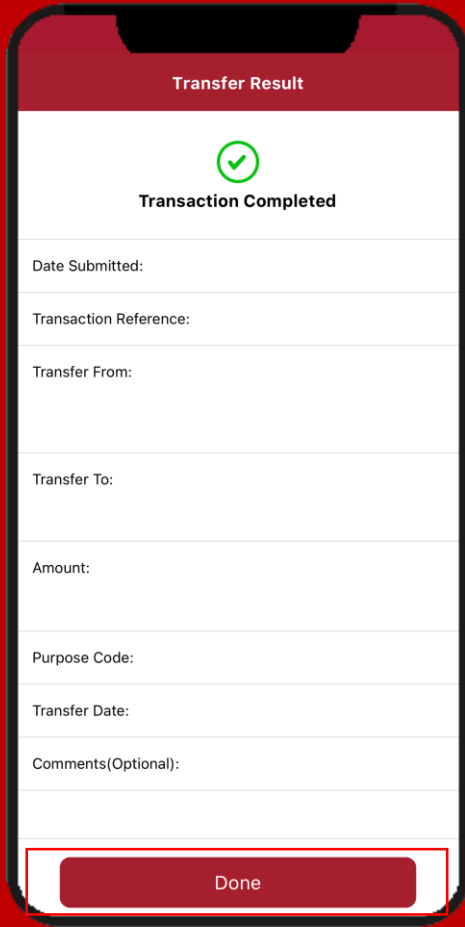 Transfer Result
Transaction Completed
Date Submitted:
Transaction Reference:
Transfer From:
Transfer To:
Amount:
Purpose Code:
Transfer Date:
Comments(Optional):
Done